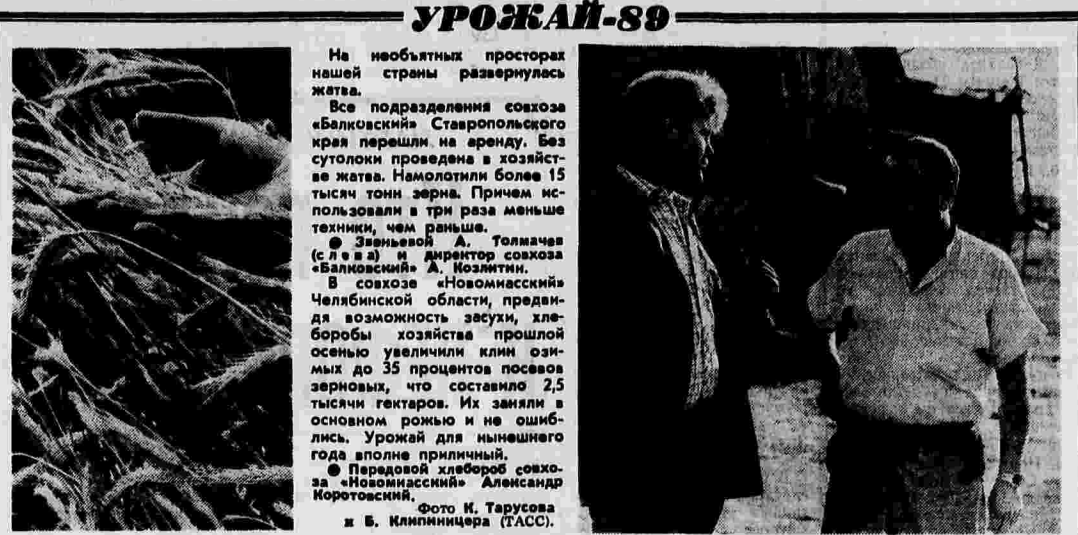 УРОЖАЙ-89
На необъятных просторах
нашей страны развернулась
жатва.
Все подразделения совхоза
«Балковский» Ставропольского
края перешли на аренду. Без
сутолоки проведена в хозяйст-
ве жатва. Намолотили более 15
тысяч тонн зерна. Причем ис-
пользовали в три раза меньше
техники, чем раньше.
● Звеньевой А. Толмачев
(слева) и директор совхоза
«Балковский» А. Козлитин.
В совхозе «Новомиасский»
Челябинской области, предви-
дя возможность засухи, хле-
боробы хозяйства прошлой
осенью увеличили клин ози-
мых до 35 процентов посевов
зерновых, что составило 2,5
тысячи гектаров. Их заняли в
основном рожью и не ошиб-
лись. Урожай для нынешнего
года вполне приличный.
● Передовой хлебороб совхо-
за «Новомиасский» Александр
Коротовский.
Фото К. Тарусова
и Б. Клипиницера (ТАСС).